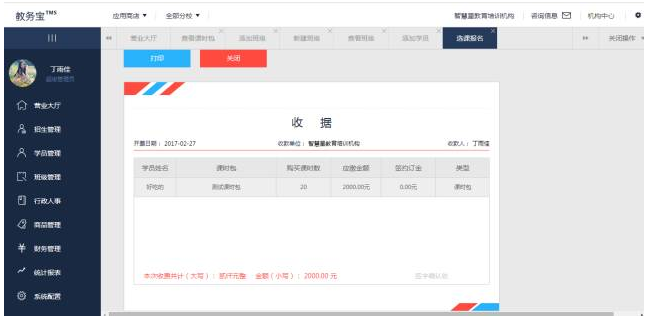 教务宝TMS 应用商店 全部分校 智慧星教育培训机构 咨询信息 机构中心
营业大厅 查看课时包 添加班级 新建班级 查看班级 添加学员 选课报名 关闭操作
打印 关闭
丁雨佳
超级管理员
营业大厅
招生管理
学员管理
班级管理
行政人事
商品管理
财务管理
统计报表
系统配置
收 据
开票日期：2017-02-27 收款单位：智慧星教育培训机构 收款人：丁雨佳
学员姓名 课时包 购买课时数 应缴金额 签约订金 类型
好吃的 测试课时包 20 2000.00元 0.00元 课时包
本次收费共计（大写）：贰仟元整 金额（小写）：2000.00 元 签字确认处